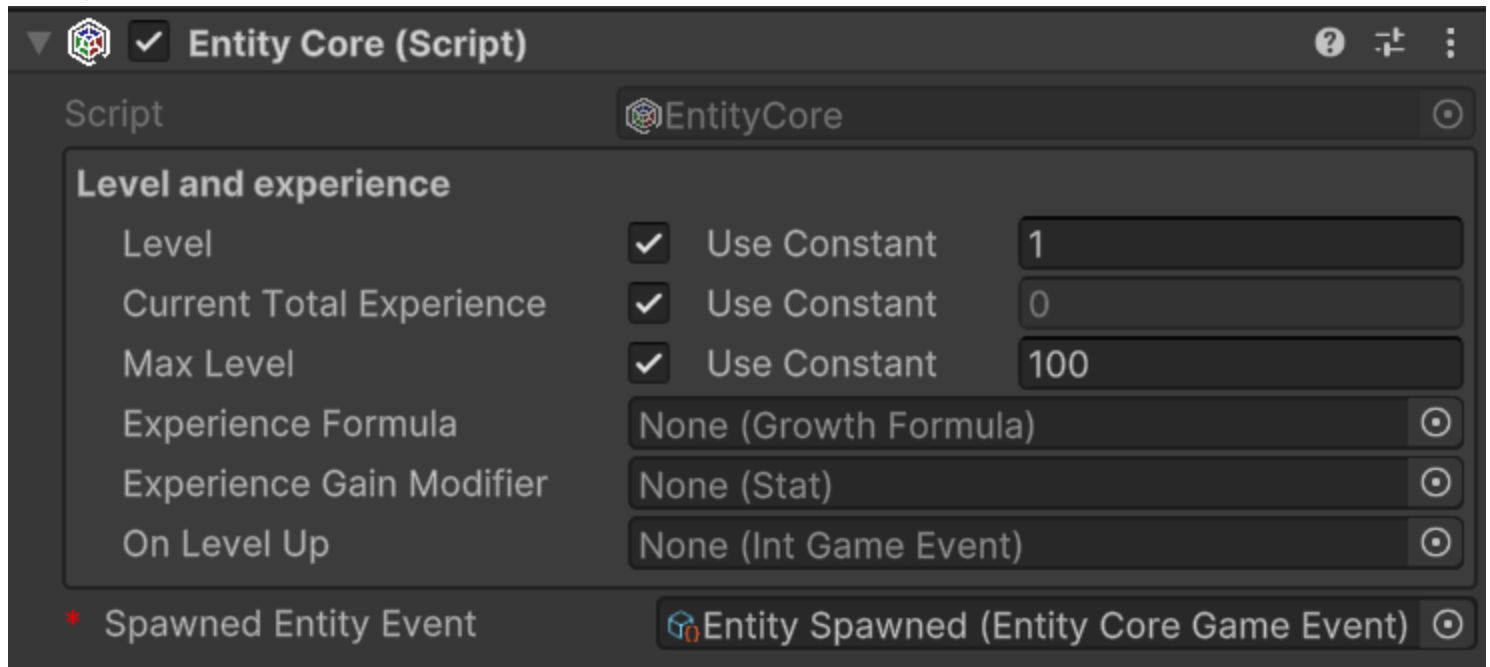 Entity Core (Script)
Script EntityCore
Level and experience
Level Use Constant 1
Current Total Experience Use Constant 0
Max Level Use Constant 100
Experience Formula None (Growth Formula)
Experience Gain Modifier None (Stat)
On Level Up None (Int Game Event)
* Spawned Entity Event Entity Spawned (Entity Core Game Event)